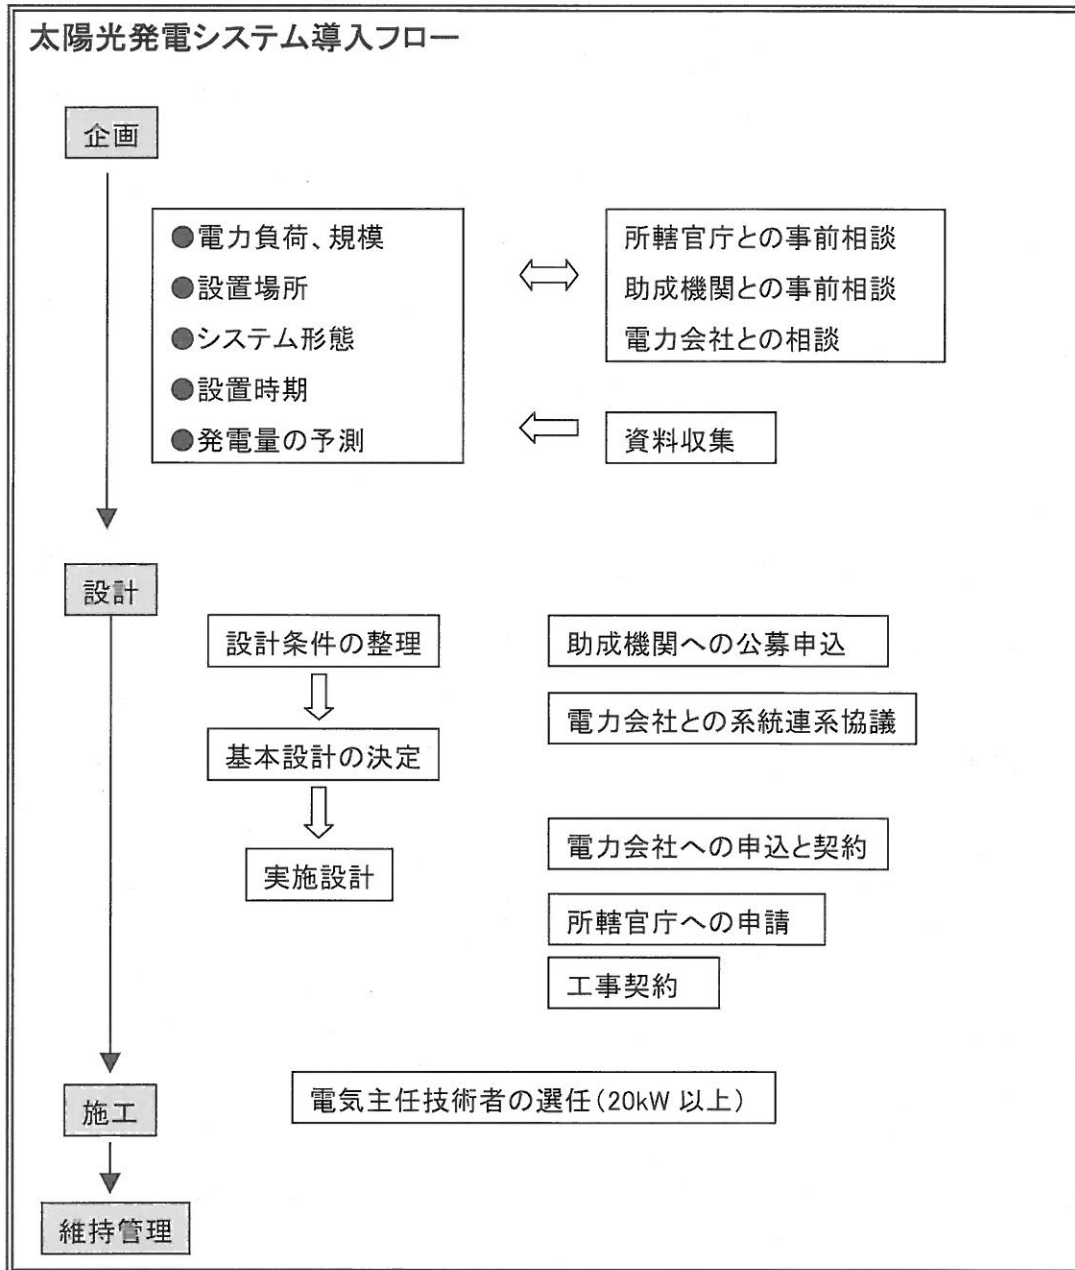 太陽光発電システム導入フロー
企画
●電力負荷、規模
●設置場所
●システム形態
●設置時期
●発電量の予測
所轄官庁との事前相談
助成機関との事前相談
電力会社との相談
資料収集
設計
設計条件の整理
基本設計の決定
実施設計
助成機関への公募申込
電力会社との系統連系協議
電力会社への申込と契約
所轄官庁への申請
工事契約
施工
電気主任技術者の選任(20kW 以上)
維持管理